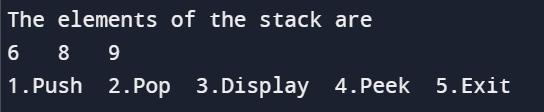 The elements of the stack are
6   8   9
1.Push  2.Pop  3.Display  4.Peek  5.Exit